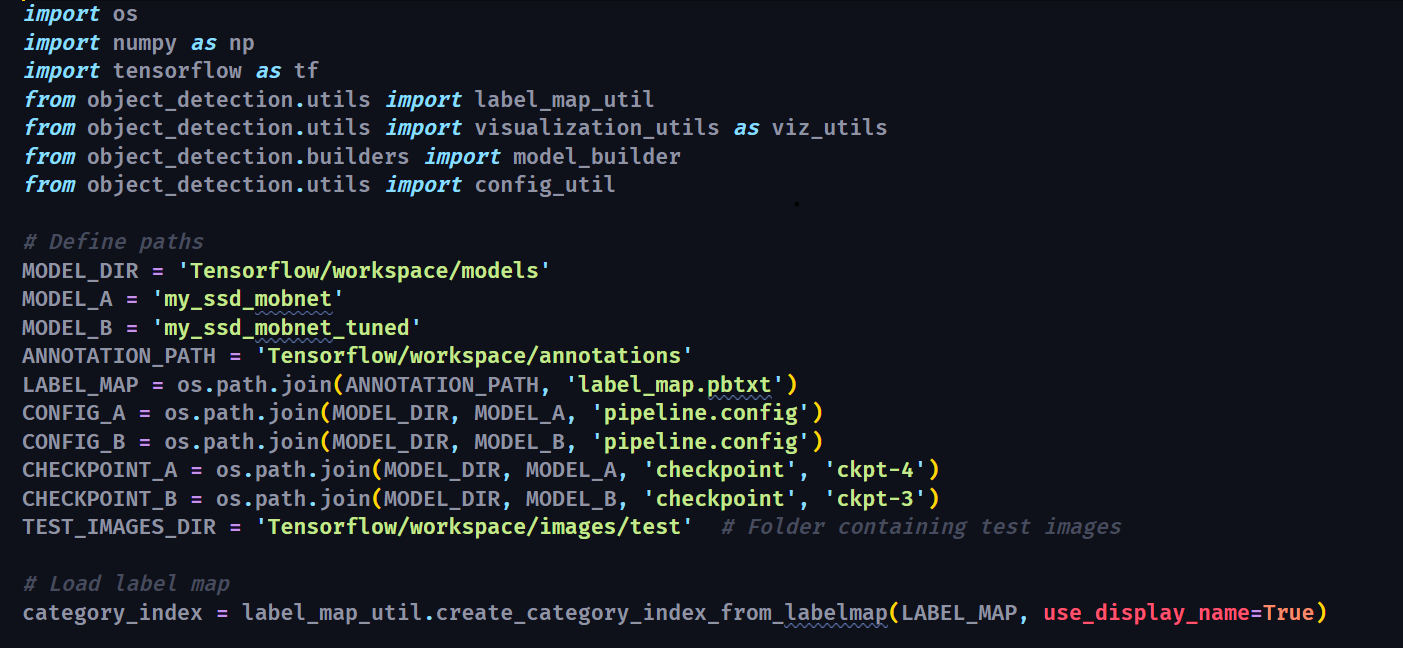 import os
import numpy as np
import tensorflow as tf
from object_detection.utils import label_map_util
from object_detection.utils import visualization_utils as viz_utils
from object_detection.builders import model_builder
from object_detection.utils import config_util
# Define paths
MODEL_DIR = 'Tensorflow/workspace/models'
MODEL_A = 'my_ssd_mobnet'
MODEL_B = 'my_ssd_mobnet_tuned'
ANNOTATION_PATH = 'Tensorflow/workspace/annotations'
LABEL_MAP = os.path.join(ANNOTATION_PATH, 'label_map.pbtxt')
CONFIG_A = os.path.join(MODEL_DIR, MODEL_A, 'pipeline.config')
CONFIG_B = os.path.join(MODEL_DIR, MODEL_B, 'pipeline.config')
CHECKPOINT_A = os.path.join(MODEL_DIR, MODEL_A, 'checkpoint', 'ckpt-4')
CHECKPOINT_B = os.path.join(MODEL_DIR, MODEL_B, 'checkpoint', 'ckpt-3')
TEST_IMAGES_DIR = 'Tensorflow/workspace/images/test'  # Folder containing test images
# Load label map
category_index = label_map_util.create_category_index_from_labelmap(LABEL_MAP, use_display_name=True)